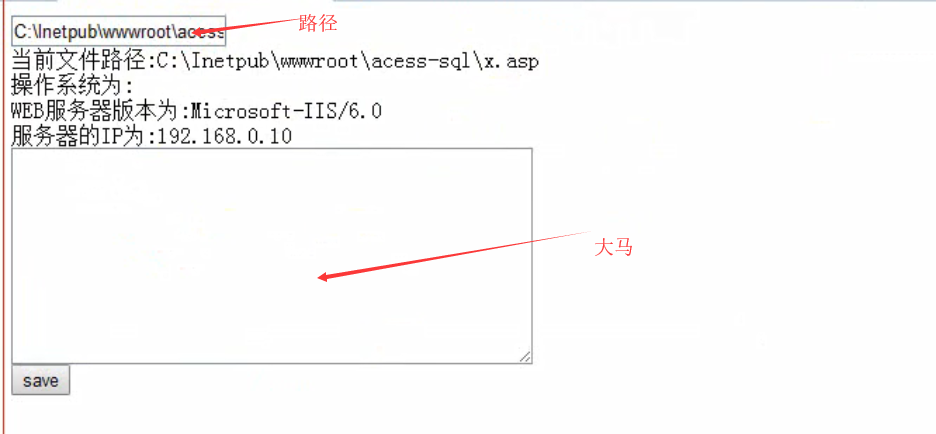 C:\Inetpub\wwwroot\acess
路径
当前文件路径:C:\Inetpub\wwwroot\acess-sql\x.asp
操作系统为:
WEB服务器版本为:Microsoft-IIS/6.0
服务器的IP为:192.168.0.10
大马
save